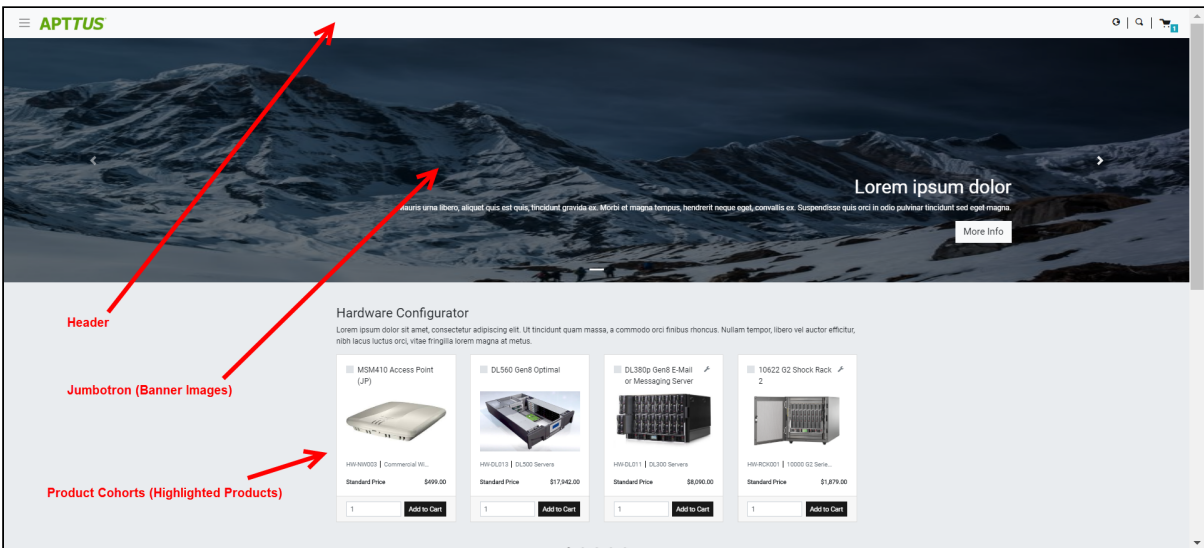 APTTUS
1
Lorem ipsum dolor
Mauris urna libero, aliquet quis est quis, tincidunt gravida ex. Morbi et magna tempus, hendrerit neque eget, convallis ex. Suspendisse quis orci in odio pulvinar tincidunt sed eget magna.
More Info
Header
Hardware Configurator
Lorem ipsum dolor sit amet, consectetur adipiscing elit. Ut tincidunt quam massa, a commodo orci finibus rhoncus. Nullam tempor, libero vel auctor efficitur,
nibh lacus luctus orci, vitae fringilla lorem magna at metus.
Jumbotron (Banner Images)
MSM410 Access Point
(JP)
HW-NW003 | Commercial Wi...
Standard Price $499.00
1 Add to Cart
DL560 Gen8 Optimal
HW-DL013 | DL500 Servers
Standard Price $17,942.00
1 Add to Cart
DL380p Gen8 E-Mail
or Messaging Server
HW-DL011 | DL300 Servers
Standard Price $8,090.00
1 Add to Cart
10622 G2 Shock Rack
2
HW-RCK001 | 10000 G2 Serie...
Standard Price $1,879.00
1 Add to Cart
Product Cohorts (Highlighted Products)